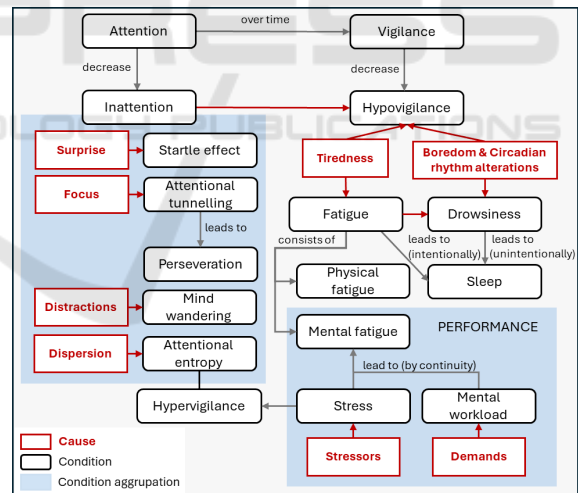 Attention
over time
Vigilance
decrease
decrease
Inattention
Hypovigilance
Surprise
Startle effect
Tiredness
Boredom & Circadian
rhythm alterations
Focus
Attentional
tunnelling
Fatigue
Drowsiness
leads to
consists of
leads to
(intentionally)
leads to
(unintentionally)
Perseveration
Physical
fatigue
Sleep
Distractions
Mind
wandering
Mental fatigue
PERFORMANCE
Dispersion
Attentional
entropy
lead to (by continuity)
Hypervigilance
Stress
Mental
workload
Cause
Stressors
Demands
Condition
Condition aggrupation